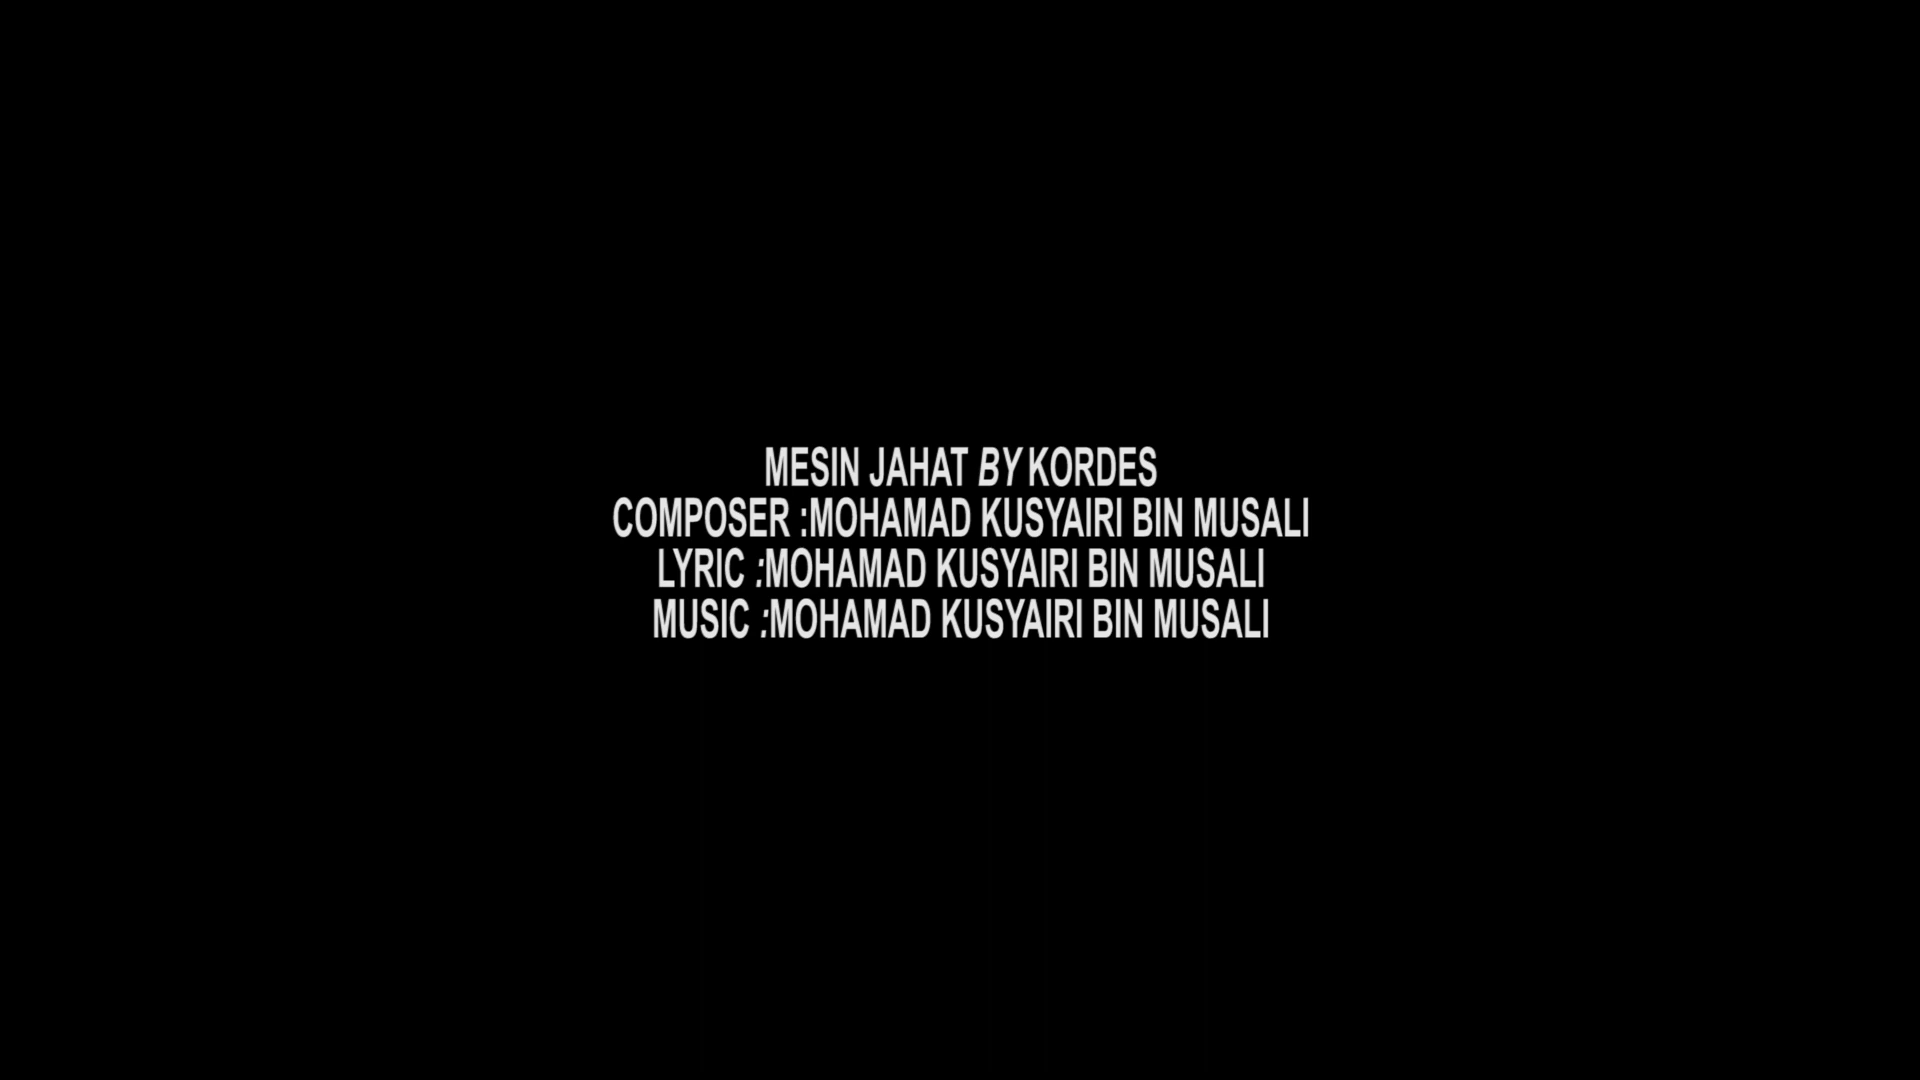 MESIN JAHAT BY KORDES
COMPOSER :MOHAMAD KUSYAIRI BIN MUSALI
LYRIC :MOHAMAD KUSYAIRI BIN MUSALI
MUSIC :MOHAMAD KUSYAIRI BIN MUSALI